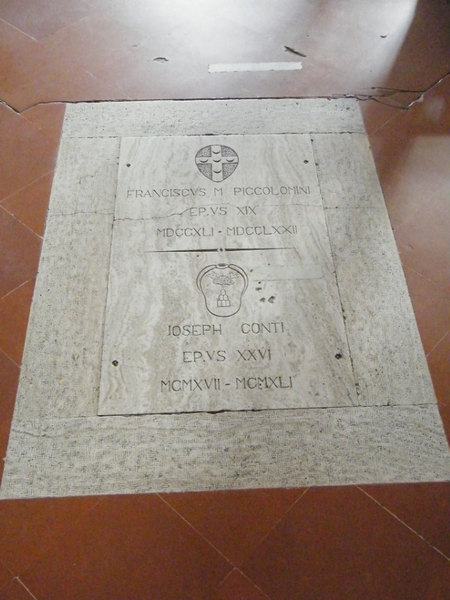 FRANCISCVS M PICCOLOMINI
EP.VS XIX
MDCCXLI - MDCCLXXII
JOSEPH CONTI
EP.VS XXVI
MCMXVII - MCMXLI